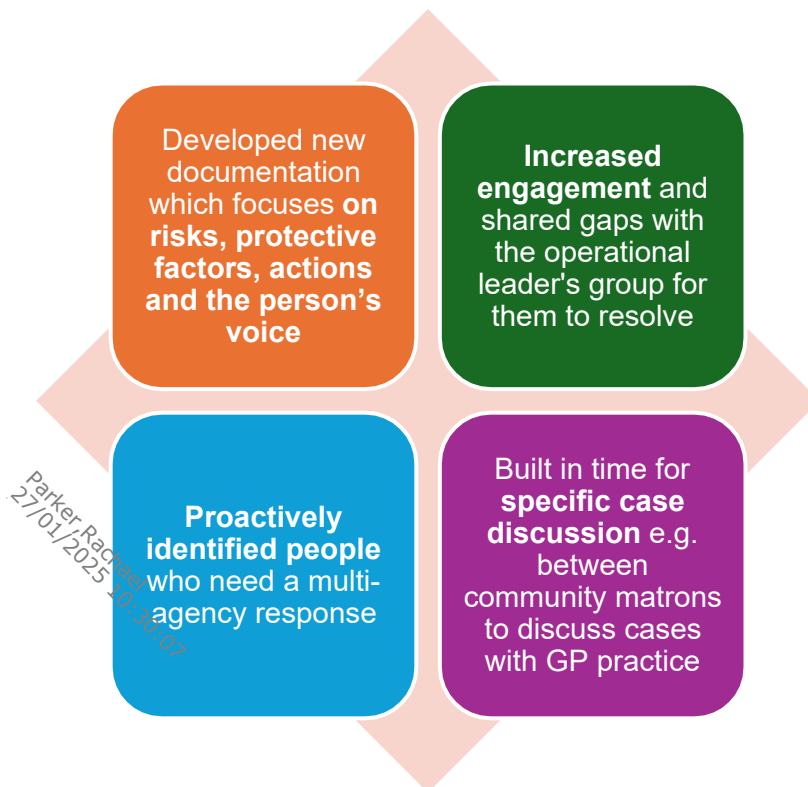 Developed new
documentation
which focuses on
risks, protective
factors, actions
and the person’s
voice
Increased
engagement and
shared gaps with
the operational
leader's group for
them to resolve
Proactively
identified people
who need a multi-
agency response
Built in time for
specific case
discussion e.g.
between
community matrons
to discuss cases
with GP practice
Parker Rachael
27/01/2025 10:30:07